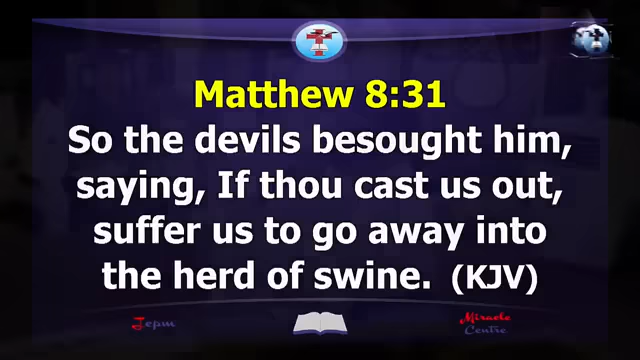 Matthew 8:31
So the devils besought him,
saying, If thou cast us out,
suffer us to go away into
the herd of swine. (KJV)
Jepm
Miracle
Centre